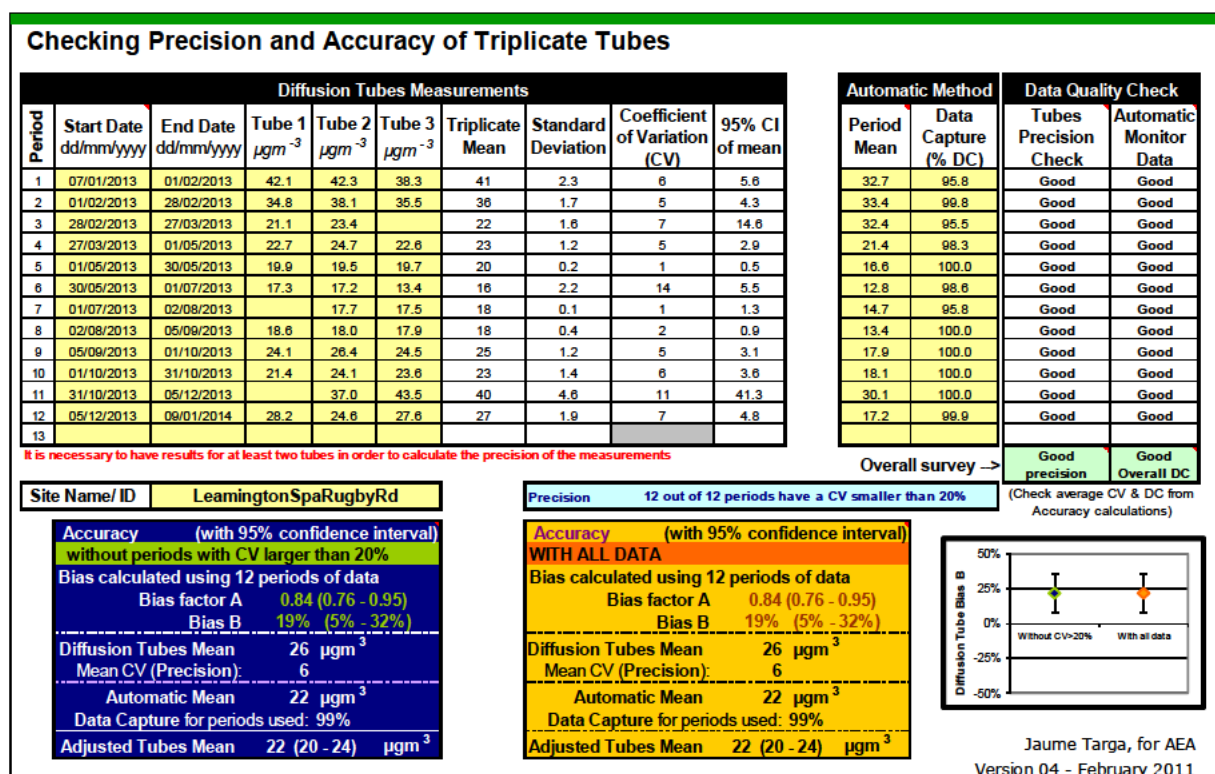 Checking Precision and Accuracy of Triplicate Tubes
Diffusion Tubes Measurements
Period Start Date dd/mm/yyyy End Date dd/mm/yyyy Tube 1 µgm -3 Tube 2 µgm -3 Tube 3 µgm -3 Triplicate Mean Standard Deviation Coefficient of Variation (CV) 95% CI of mean
1 07/01/2013 01/02/2013 42.1 42.3 38.3 41 2.3 6 5.6
2 01/02/2013 28/02/2013 34.8 38.1 35.5 36 1.7 5 4.3
3 28/02/2013 27/03/2013 21.1 23.4 22 1.6 7 14.6
4 27/03/2013 01/05/2013 22.7 24.7 22.6 23 1.2 5 2.9
5 01/05/2013 30/05/2013 19.9 19.5 19.7 20 0.2 1 0.5
6 30/05/2013 01/07/2013 17.3 17.2 13.4 16 2.2 14 5.5
7 01/07/2013 02/08/2013 17.7 17.5 18 0.1 1 1.3
8 02/08/2013 05/09/2013 18.6 18.0 17.9 18 0.4 2 0.9
9 05/09/2013 01/10/2013 24.1 26.4 24.5 25 1.2 5 3.1
10 01/10/2013 31/10/2013 21.4 24.1 23.6 23 1.4 6 3.6
11 31/10/2013 05/12/2013 37.0 43.5 40 4.6 11 41.3
12 05/12/2013 09/01/2014 28.2 24.6 27.6 27 1.9 7 4.8
13
It is necessary to have results for at least two tubes in order to calculate the precision of the measurements
Automatic Method
Period Mean Data Capture (% DC)
32.7 95.8
33.4 99.8
32.4 95.5
21.4 98.3
16.6 100.0
12.8 98.6
14.7 95.8
13.4 100.0
17.9 100.0
18.1 100.0
30.1 100.0
17.2 99.9
Data Quality Check
Tubes Precision Check Automatic Monitor Data
Good Good
Good Good
Good Good
Good Good
Good Good
Good Good
Good Good
Good Good
Good Good
Good Good
Good Good
Good Good
Overall survey --> Good precision Good Overall DC
(Check average CV & DC from
Accuracy calculations)
Site Name/ ID LeamingtonSpaRugbyRd
Precision 12 out of 12 periods have a CV smaller than 20%
Accuracy (with 95% confidence interval)
without periods with CV larger than 20%
Bias calculated using 12 periods of data
Bias factor A 0.84 (0.76 - 0.95)
Bias B 19% (5% - 32%)
Diffusion Tubes Mean 26 µgm 3
Mean CV (Precision): 6
Automatic Mean 22 µgm 3
Data Capture for periods used: 99%
Adjusted Tubes Mean 22 (20 - 24) µgm 3
Accuracy (with 95% confidence interval)
WITH ALL DATA
Bias calculated using 12 periods of data
Bias factor A 0.84 (0.76 - 0.95)
Bias B 19% (5% - 32%)
Diffusion Tubes Mean 26 µgm 3
Mean CV (Precision): 6
Automatic Mean 22 µgm 3
Data Capture for periods used: 99%
Adjusted Tubes Mean 22 (20 - 24) µgm 3
Diffusion Tube Bias B
50%
25%
0%
-25%
-50%
Without CV>20% With all data
Jaume Targa, for AEA
Version 04 - February 2011